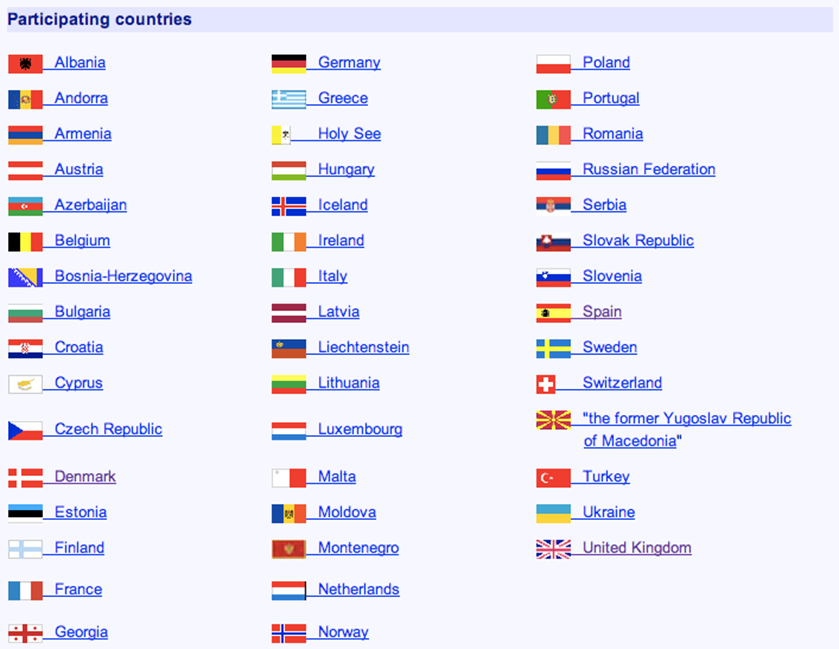 Participating countries
Albania
Andorra
Armenia
Austria
Azerbaijan
Belgium
Bosnia-Herzegovina
Bulgaria
Croatia
Cyprus
Czech Republic
Denmark
Estonia
Finland
France
Georgia
Germany
Greece
Holy See
Hungary
Iceland
Ireland
Italy
Latvia
Liechtenstein
Lithuania
Luxembourg
Malta
Moldova
Montenegro
Netherlands
Norway
Poland
Portugal
Romania
Russian Federation
Serbia
Slovak Republic
Slovenia
Spain
Sweden
Switzerland
"the former Yugoslav Republic
of Macedonia"
Turkey
Ukraine
United Kingdom